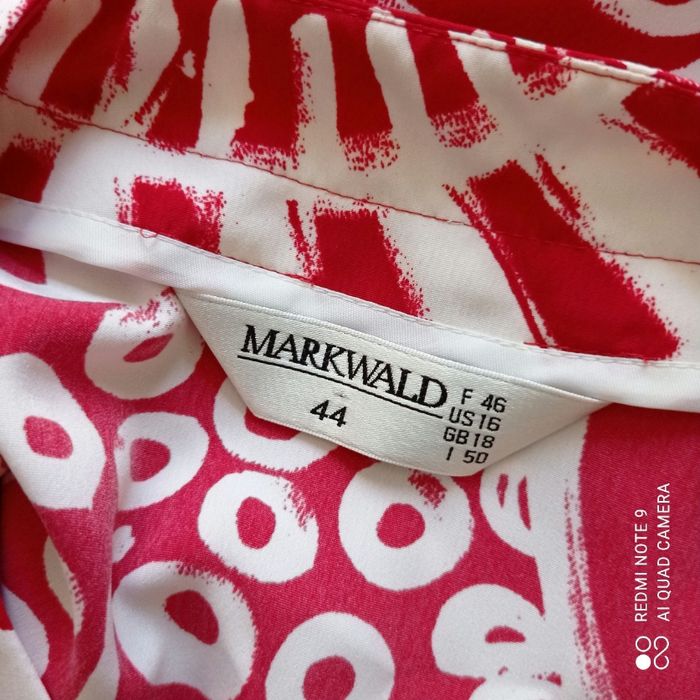 MARKWALD
44
F 46
US 16
GB 18
I 50
REDMI NOTE 9
AI QUAD CAMERA